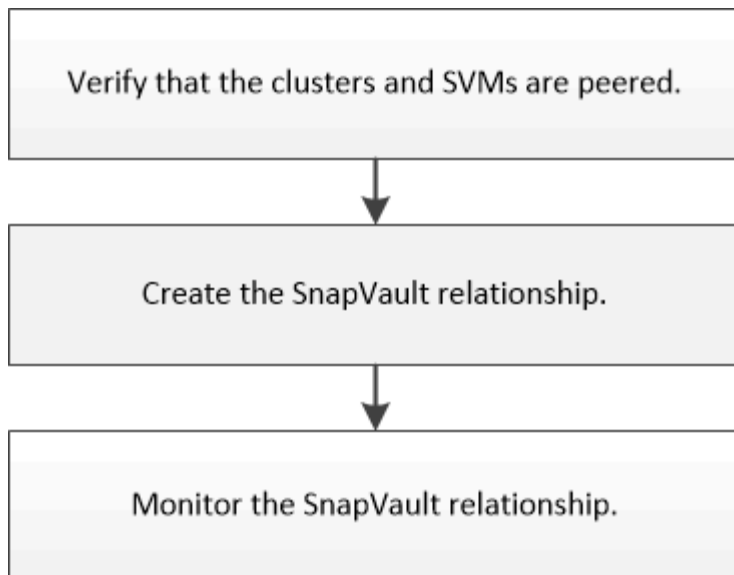 Verify that the clusters and SVMs are peered.
Create the SnapVault relationship.
Monitor the SnapVault relationship.